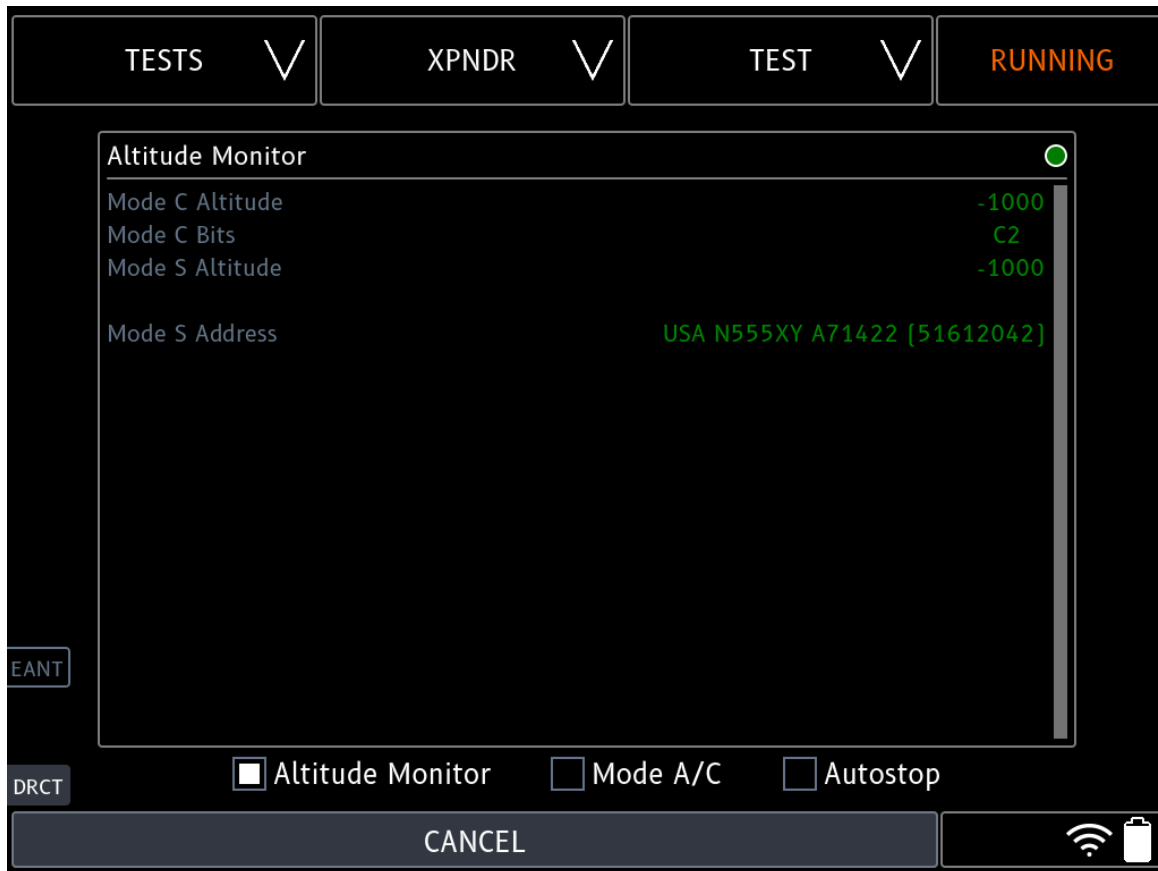 TESTS XPNDR TEST RUNNING
Altitude Monitor
Mode C Altitude -1000
Mode C Bits C2
Mode S Altitude -1000
Mode S Address USA N555XY A71422 [51612042]
EANT
Altitude Monitor Mode A/C Autostop
DRCT
CANCEL